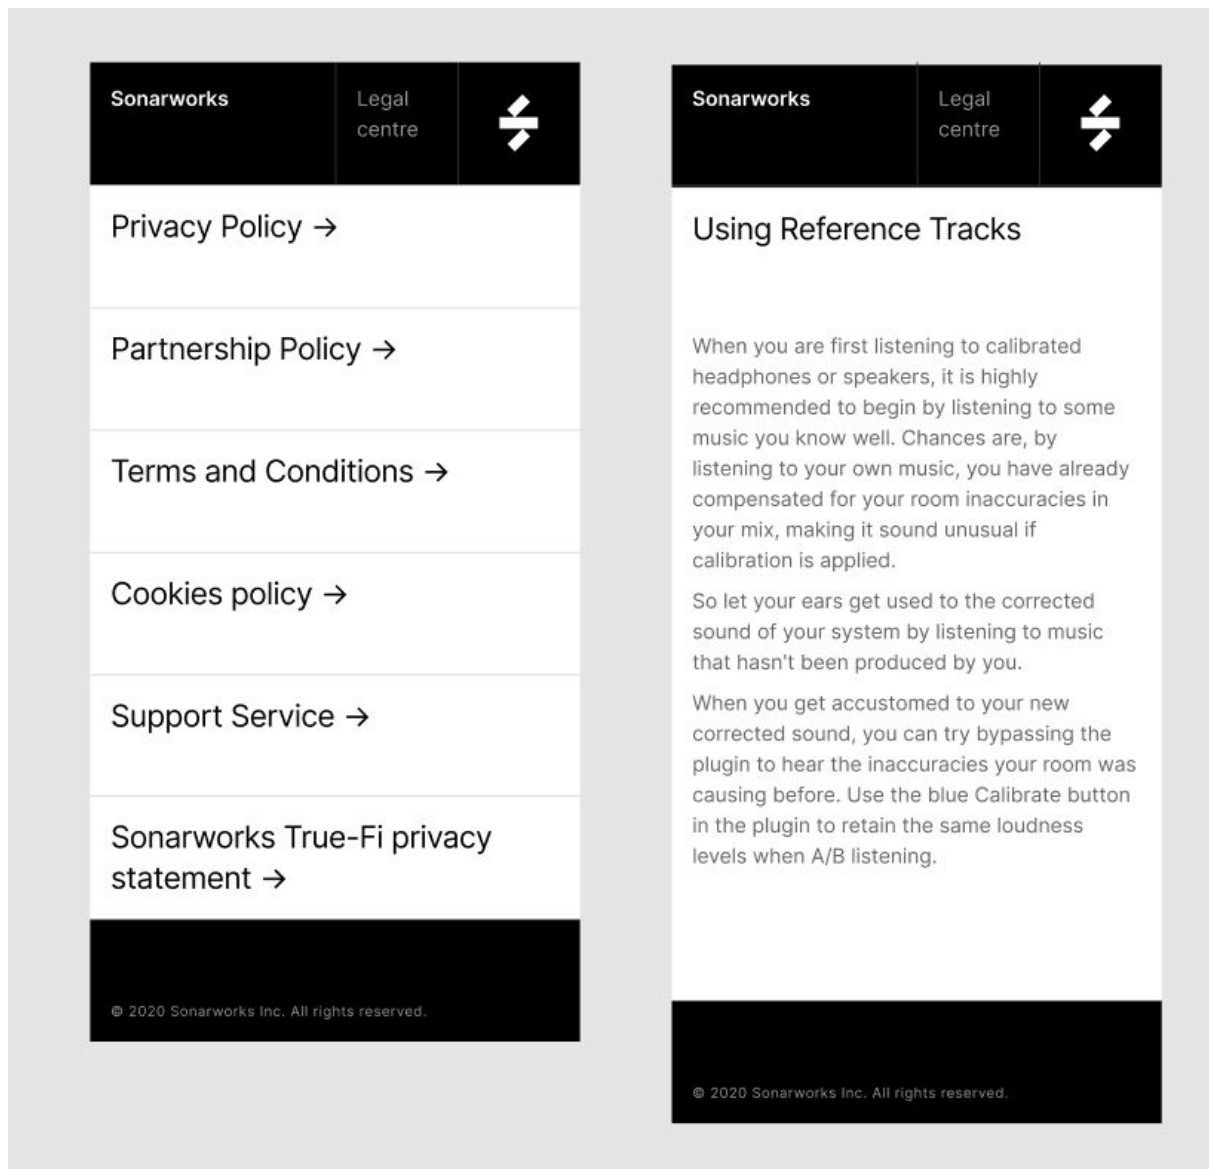 Sonarworks
Legal
centre
Privacy Policy →
Partnership Policy →
Terms and Conditions →
Cookies policy →
Support Service →
Sonarworks True-Fi privacy
statement →
© 2020 Sonarworks Inc. All rights reserved.
Sonarworks
Legal
centre
Using Reference Tracks
When you are first listening to calibrated
headphones or speakers, it is highly
recommended to begin by listening to some
music you know well. Chances are, by
listening to your own music, you have already
compensated for your room inaccuracies in
your mix, making it sound unusual if
calibration is applied.
So let your ears get used to the corrected
sound of your system by listening to music
that hasn't been produced by you.
When you get accustomed to your new
corrected sound, you can try bypassing the
plugin to hear the inaccuracies your room was
causing before. Use the blue Calibrate button
in the plugin to retain the same loudness
levels when A/B listening.
© 2020 Sonarworks Inc. All rights reserved.